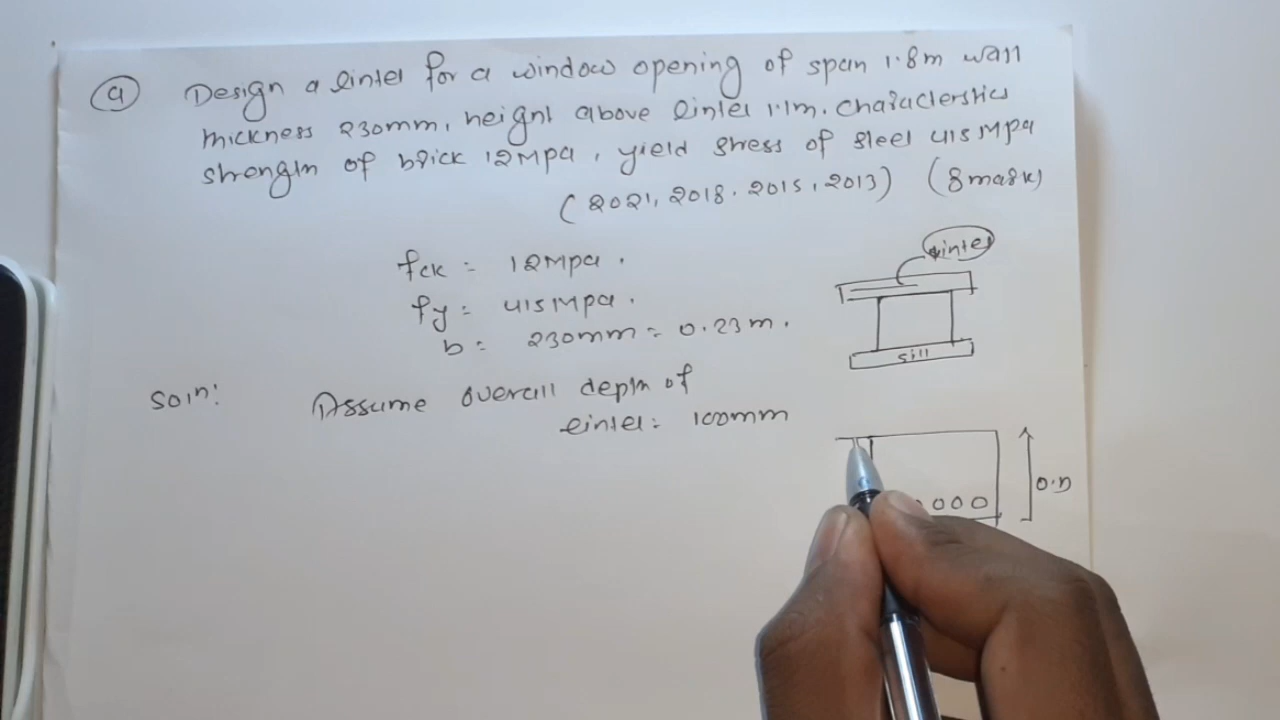 Q Design a lintel for a window opening of span 1.8m wall
thickness 230mm, height above lintel 1.1m. characterstics
strength of brick 12Mpa, yield stress of steel 415Mpa
(2021, 2018, 2015, 2013) (8 mark)
fck = 12Mpa.
fy = 415Mpa.
b = 230mm = 0.23m.
lintel
sill
Soln: Assume overall depth of
lintel = 100mm
O.D